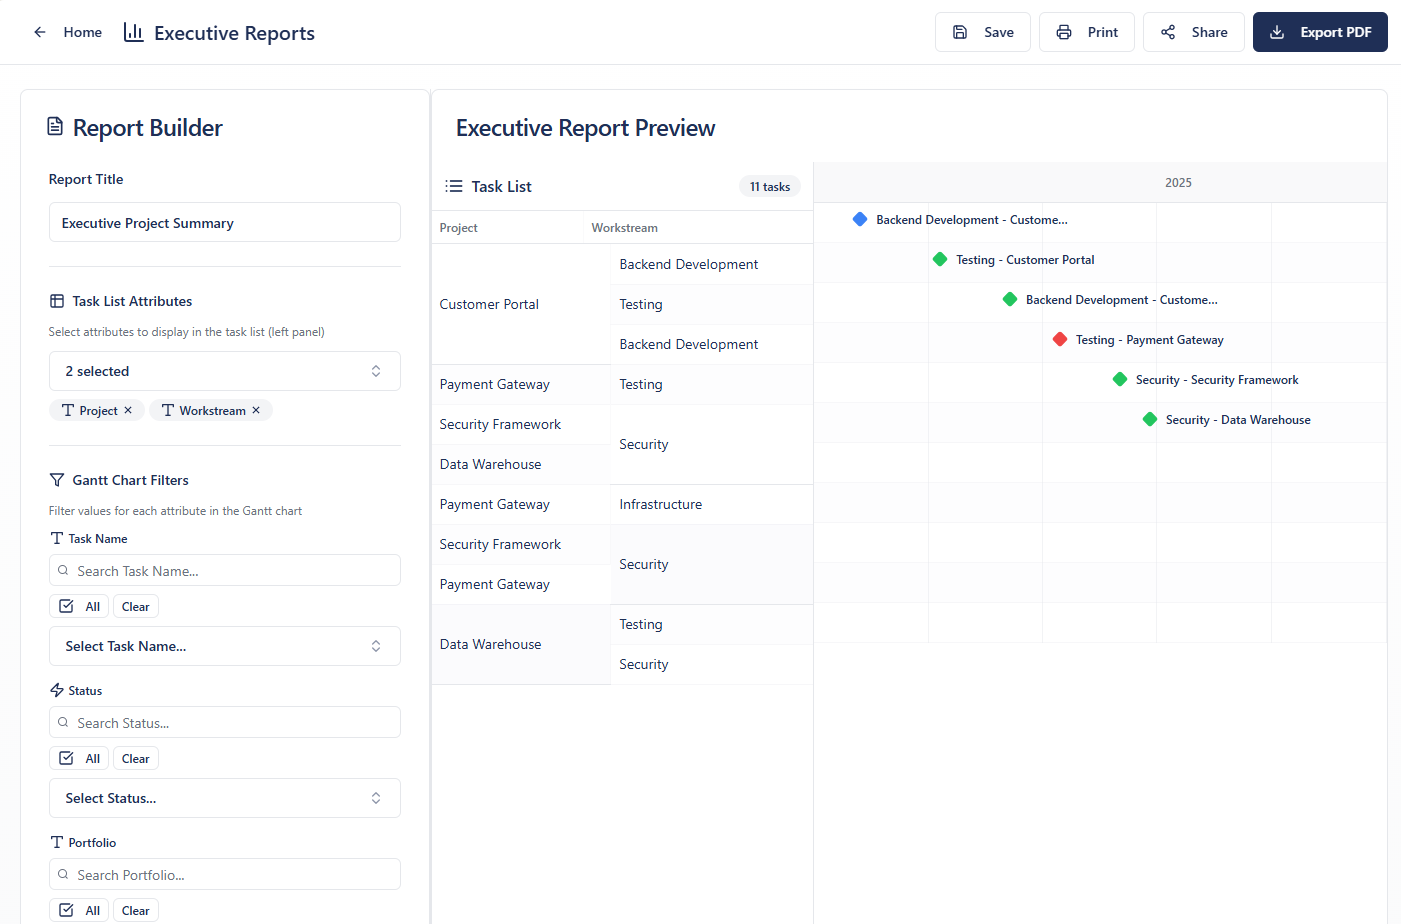 Home
Executive Reports
Save
Print
Share
Export PDF
Report Builder
Report Title
Executive Project Summary
Task List Attributes
Select attributes to display in the task list (left panel)
2 selected
Project ×
Workstream ×
Gantt Chart Filters
Filter values for each attribute in the Gantt chart
Task Name
Search Task Name...
All
Clear
Select Task Name...
Status
Search Status...
All
Clear
Select Status...
Portfolio
Search Portfolio...
All
Clear
Executive Report Preview
Task List
11 tasks
Project
Workstream
Customer Portal
Backend Development
Testing
Backend Development
Payment Gateway
Testing
Security Framework
Data Warehouse
Security
Payment Gateway
Infrastructure
Security Framework
Payment Gateway
Security
Data Warehouse
Testing
Security
2025
Backend Development - Custome...
Testing - Customer Portal
Backend Development - Custome...
Testing - Payment Gateway
Security - Security Framework
Security - Data Warehouse